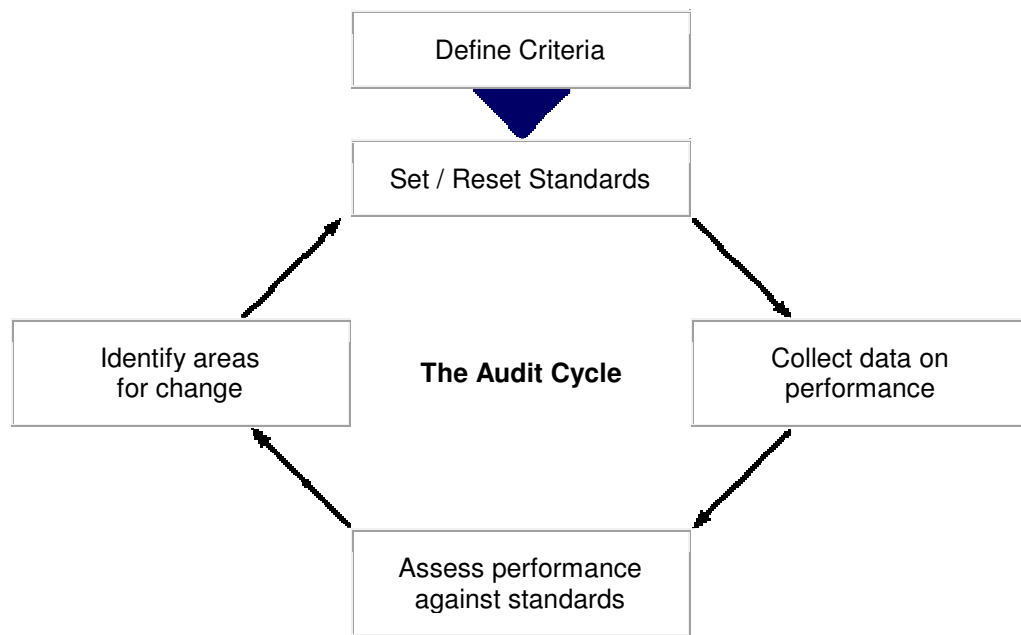 Define Criteria
Set / Reset Standards
Identify areas
for change
The Audit Cycle
Collect data on
performance
Assess performance
against standards